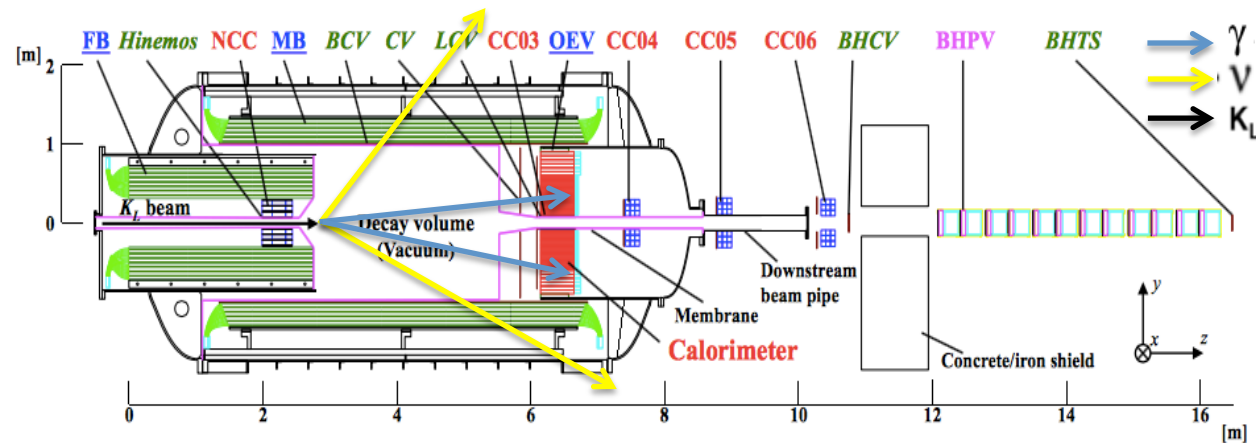 FB Hinemos NCC MB BCV CV LCV CC03 OEV CC04 CC05 CC06 BHCV BHPV BHTS
[m]
2
1
0
γ
ν
K_L
K_L beam
Decay volume
(Vacuum)
Membrane
Downstream
beam pipe
Calorimeter
Concrete/iron shield
y
x
z
0 2 4 6 8 10 12 14 16
[m]